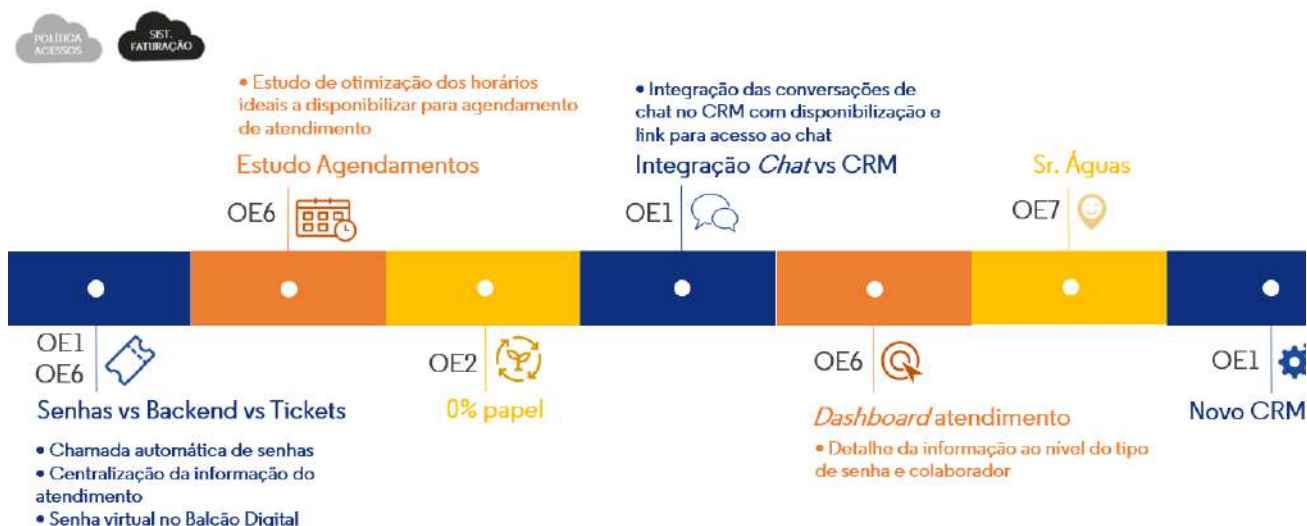 POLÍTICA
ACESSOS
SIST.
FATURAÇÃO
• Estudo de otimização dos horários
ideais a disponibilizar para agendamento
de atendimento
Estudo Agendamentos
OE6
• Integração das conversações de
chat no CRM com disponibilização e
link para acesso ao chat
Integração Chat vs CRM
OE1
Sr. Águas
OE7
OE1
OE6
Senhas vs Backend vs Tickets
• Chamada automática de senhas
• Centralização da informação do
atendimento
• Senha virtual no Balcão Digital
OE2
0% papel
OE6
Dashboard atendimento
• Detalhe da informação ao nível do tipo
de senha e colaborador
OE1
Novo CRM